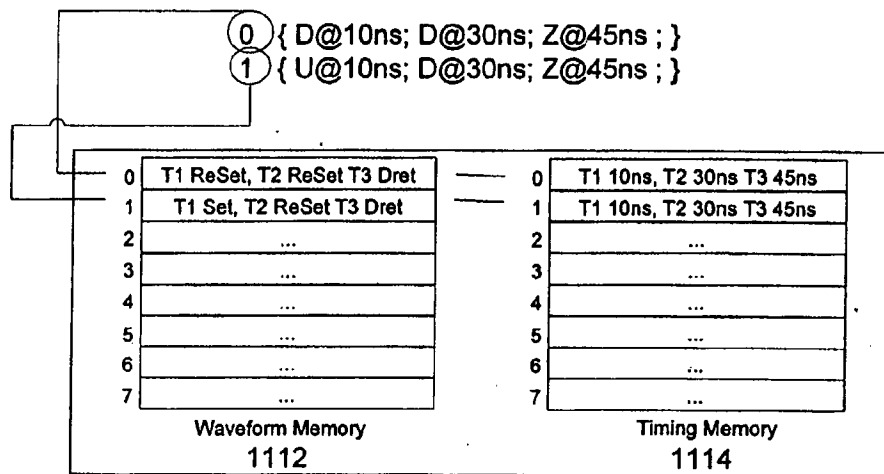 0 { D@10ns; D@30ns; Z@45ns ; }
1 { U@10ns; D@30ns; Z@45ns ; }
0 T1 ReSet, T2 ReSet T3 Dret 0 T1 10ns, T2 30ns T3 45ns
1 T1 Set, T2 ReSet T3 Dret 1 T1 10ns, T2 30ns T3 45ns
2 ... 2 ...
3 ... 3 ...
4 ... 4 ...
5 ... 5 ...
6 ... 6 ...
7 ... 7 ...
Waveform Memory Timing Memory
1112 1114